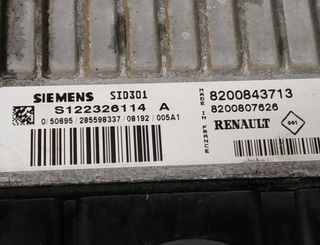 SIEMENS SID301
S122326114 A
0/50695/285598337/08192/005A1
MADE IN FRANCE
8200843713
8200807626
RENAULT 001